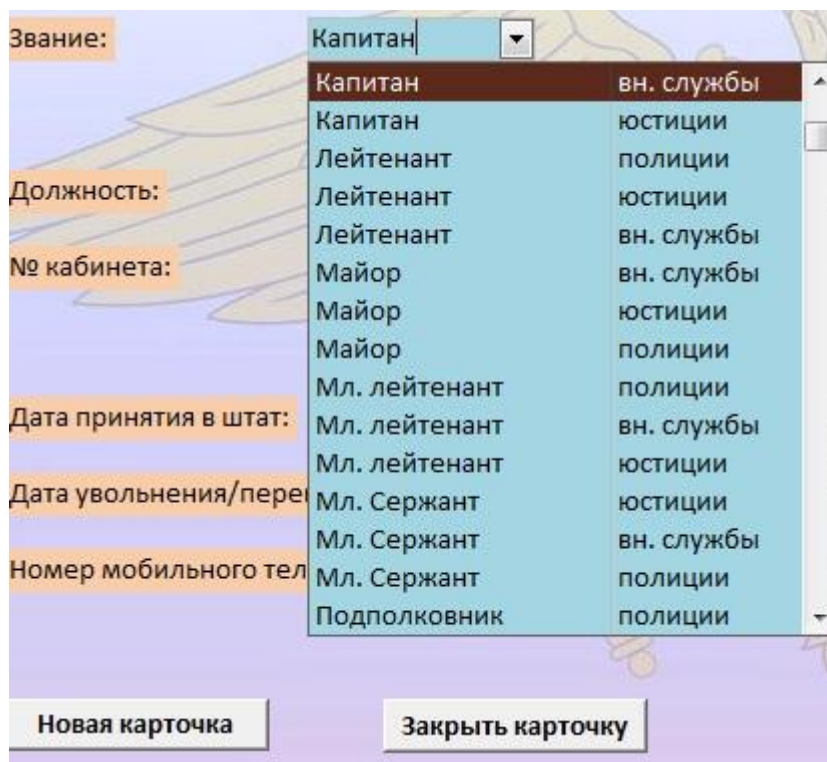 Звание: Капитан
Капитан вн. службы
Капитан юстиции
Лейтенант полиции
Должность: Лейтенант юстиции
Лейтенант вн. службы
№ кабинета: Майор вн. службы
Майор юстиции
Майор полиции
Мл. лейтенант полиции
Дата принятия в штат: Мл. лейтенант вн. службы
Мл. лейтенант юстиции
Дата увольнения/пере Мл. Сержант юстиции
Мл. Сержант вн. службы
Номер мобильного тел Мл. Сержант полиции
Подполковник полиции
Новая карточка Закрыть карточку